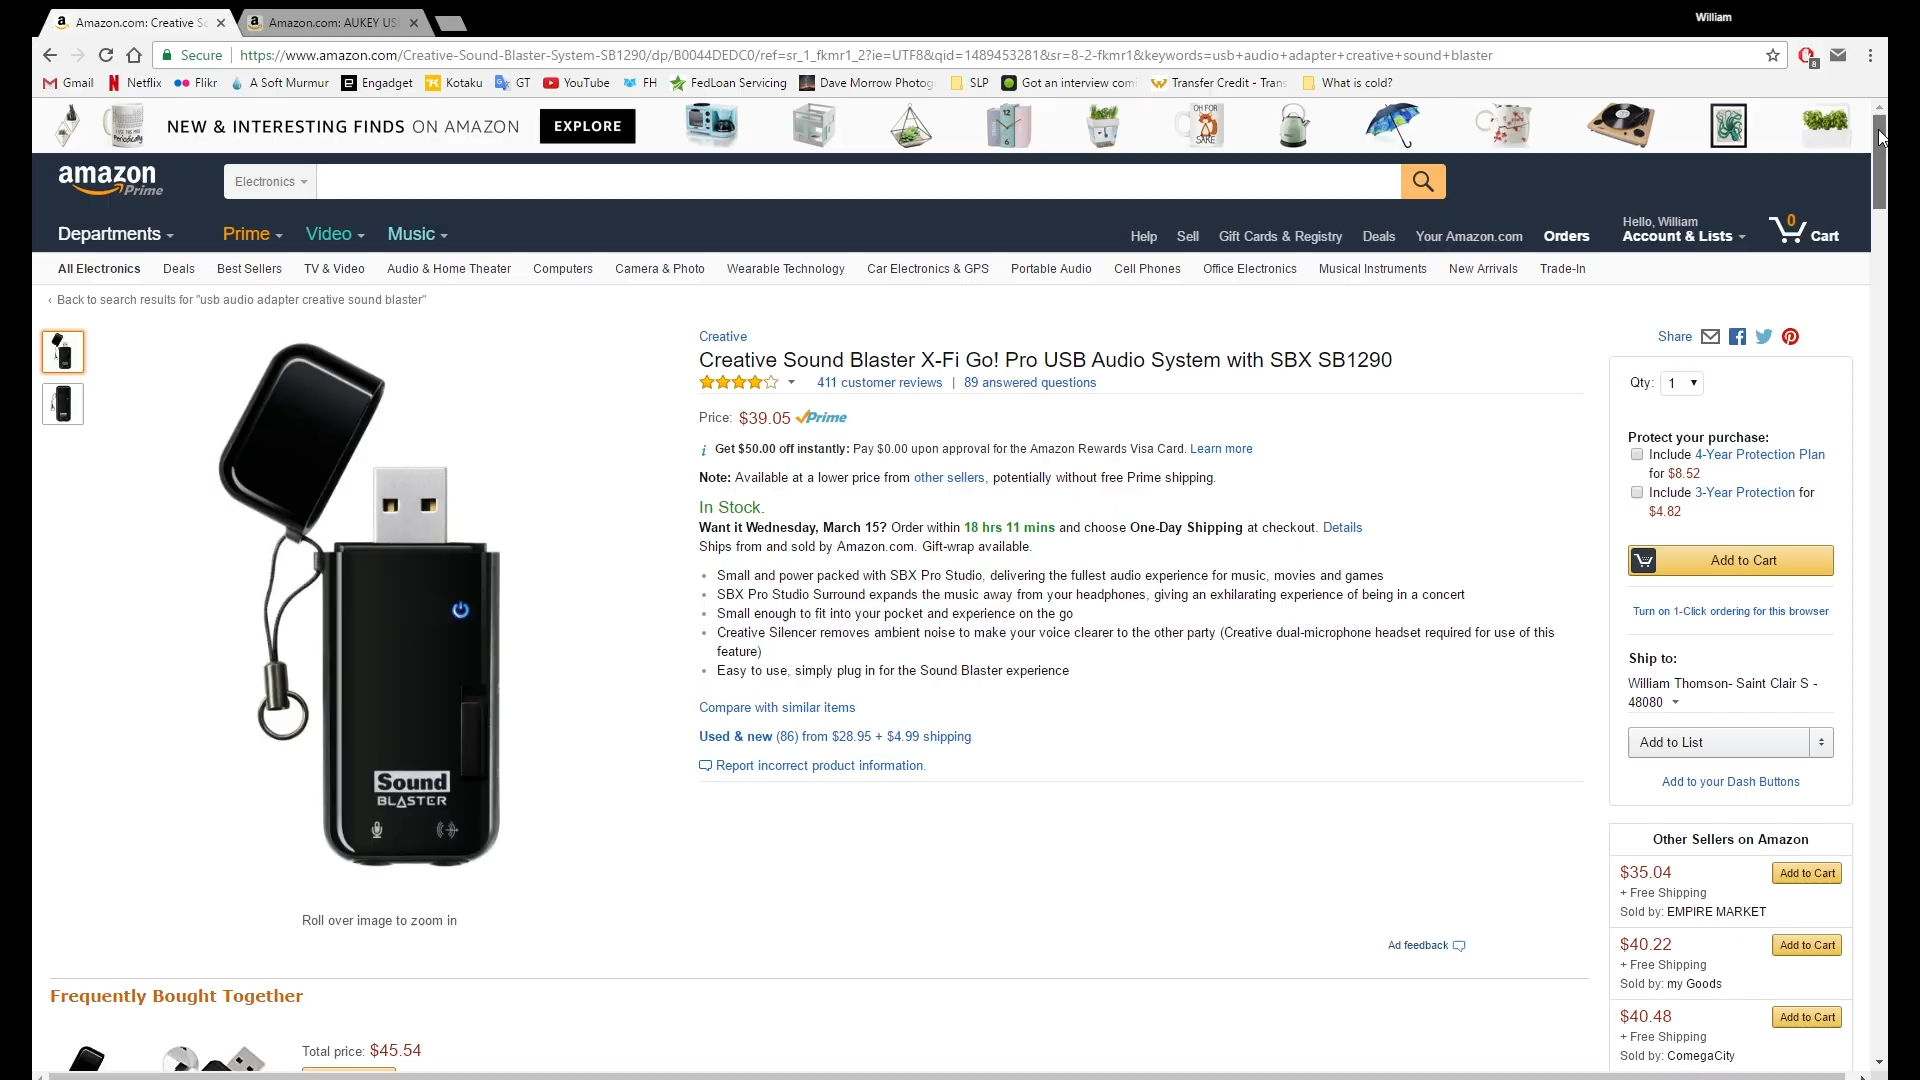 Amazon.com: Creative So
Amazon.com: AUKEY US
William
Secure
https://www.amazon.com/Creative-Sound-Blaster-System-SB1290/dp/B0044DEDC0/ref=sr_1_fkmr1_2?ie=UTF8&qid=1489453281&sr=8-2-fkmr1&keywords=usb+audio+adapter+creative+sound+blaster
8
Gmail
Netflix
Flikr
A Soft Murmur
Engadget
Kotaku
GT
YouTube
FH
FedLoan Servicing
Dave Morrow Photog
SLP
Got an interview com
Transfer Credit - Trans
What is cold?
NEW & INTERESTING FINDS ON AMAZON
EXPLORE
OH FOR
SAKE
amazon
Prime
Electronics
Departments
Prime
Video
Music
Help
Sell
Gift Cards & Registry
Deals
Your Amazon.com
Orders
Hello, William
Account & Lists
0
Cart
All Electronics
Deals
Best Sellers
TV & Video
Audio & Home Theater
Computers
Camera & Photo
Wearable Technology
Car Electronics & GPS
Portable Audio
Cell Phones
Office Electronics
Musical Instruments
New Arrivals
Trade-In
‹ Back to search results for "usb audio adapter creative sound blaster"
Creative
Creative Sound Blaster X-Fi Go! Pro USB Audio System with SBX SB1290
411 customer reviews | 89 answered questions
Price: $39.05 Prime
Get $50.00 off instantly: Pay $0.00 upon approval for the Amazon Rewards Visa Card. Learn more
Note: Available at a lower price from other sellers, potentially without free Prime shipping.
In Stock.
Want it Wednesday, March 15? Order within 18 hrs 11 mins and choose One-Day Shipping at checkout. Details
Ships from and sold by Amazon.com. Gift-wrap available.
• Small and power packed with SBX Pro Studio, delivering the fullest audio experience for music, movies and games
• SBX Pro Studio Surround expands the music away from your headphones, giving an exhilarating experience of being in a concert
• Small enough to fit into your pocket and experience on the go
• Creative Silencer removes ambient noise to make your voice clearer to the other party (Creative dual-microphone headset required for use of this
feature)
• Easy to use, simply plug in for the Sound Blaster experience
Compare with similar items
Used & new (86) from $28.95 + $4.99 shipping
Report incorrect product information.
Sound
BLASTER
Roll over image to zoom in
Ad feedback
Share
Qty: 1
Protect your purchase:
Include 4-Year Protection Plan
for $8.52
Include 3-Year Protection for
$4.82
Add to Cart
Turn on 1-Click ordering for this browser
Ship to:
William Thomson- Saint Clair S -
48080
Add to List
Add to your Dash Buttons
Other Sellers on Amazon
$35.04
Add to Cart
+ Free Shipping
Sold by: EMPIRE MARKET
$40.22
Add to Cart
+ Free Shipping
Sold by: my Goods
$40.48
Add to Cart
+ Free Shipping
Sold by: ComegaCity
Frequently Bought Together
Total price: $45.54